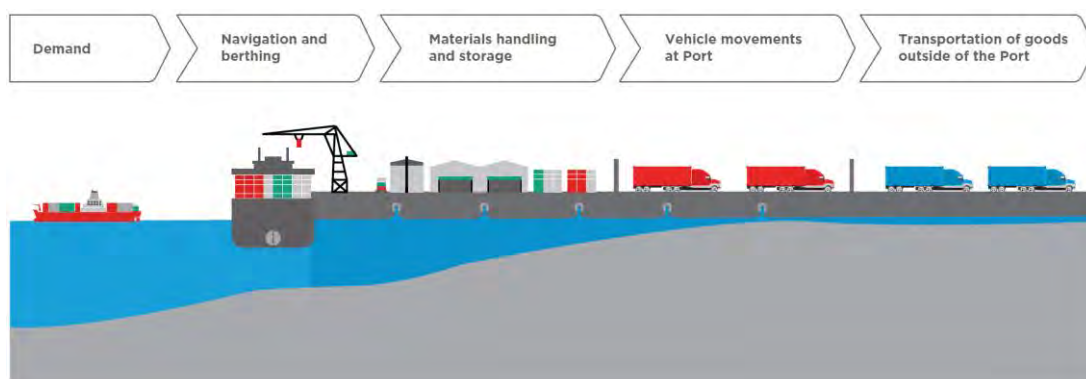 Demand
Navigation and
berthing
Materials handling
and storage
Vehicle movements
at Port
Transportation of goods
outside of the Port